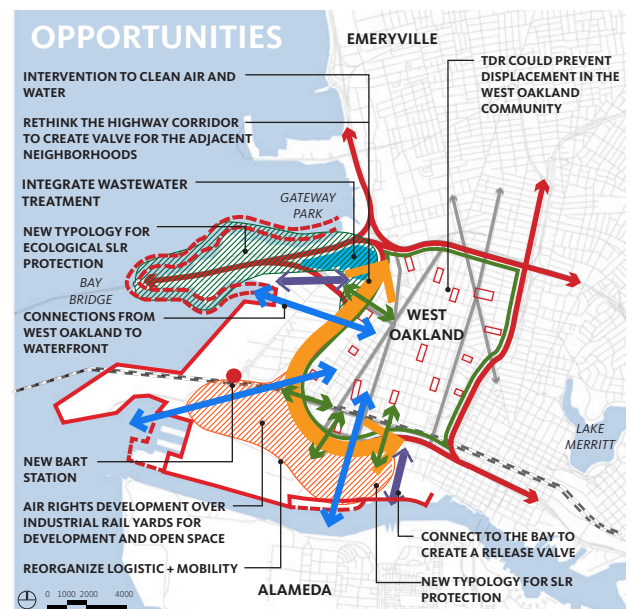 OPPORTUNITIES
EMERYVILLE
INTERVENTION TO CLEAN AIR AND
WATER
TDR COULD PREVENT
DISPLACEMENT IN THE
WEST OAKLAND
COMMUNITY
RETHINK THE HIGHWAY CORRIDOR
TO CREATE VALVE FOR THE ADJACENT
NEIGHBORHOODS
INTEGRATE WASTEWATER
TREATMENT
GATEWAY
PARK
NEW TYPOLOGY FOR
ECOLOGICAL SLR
PROTECTION
BAY
BRIDGE
CONNECTIONS FROM
WEST OAKLAND TO
WATERFRONT
WEST
OAKLAND
LAKE
MERRITT
NEW BART
STATION
AIR RIGHTS DEVELOPMENT OVER
INDUSTRIAL RAIL YARDS FOR
DEVELOPMENT AND OPEN SPACE
CONNECT TO THE BAY TO
CREATE A RELEASE VALVE
REORGANIZE LOGISTIC + MOBILITY
NEW TYPOLOGY FOR SLR
PROTECTION
ALAMEDA
0 1000 2000 4000